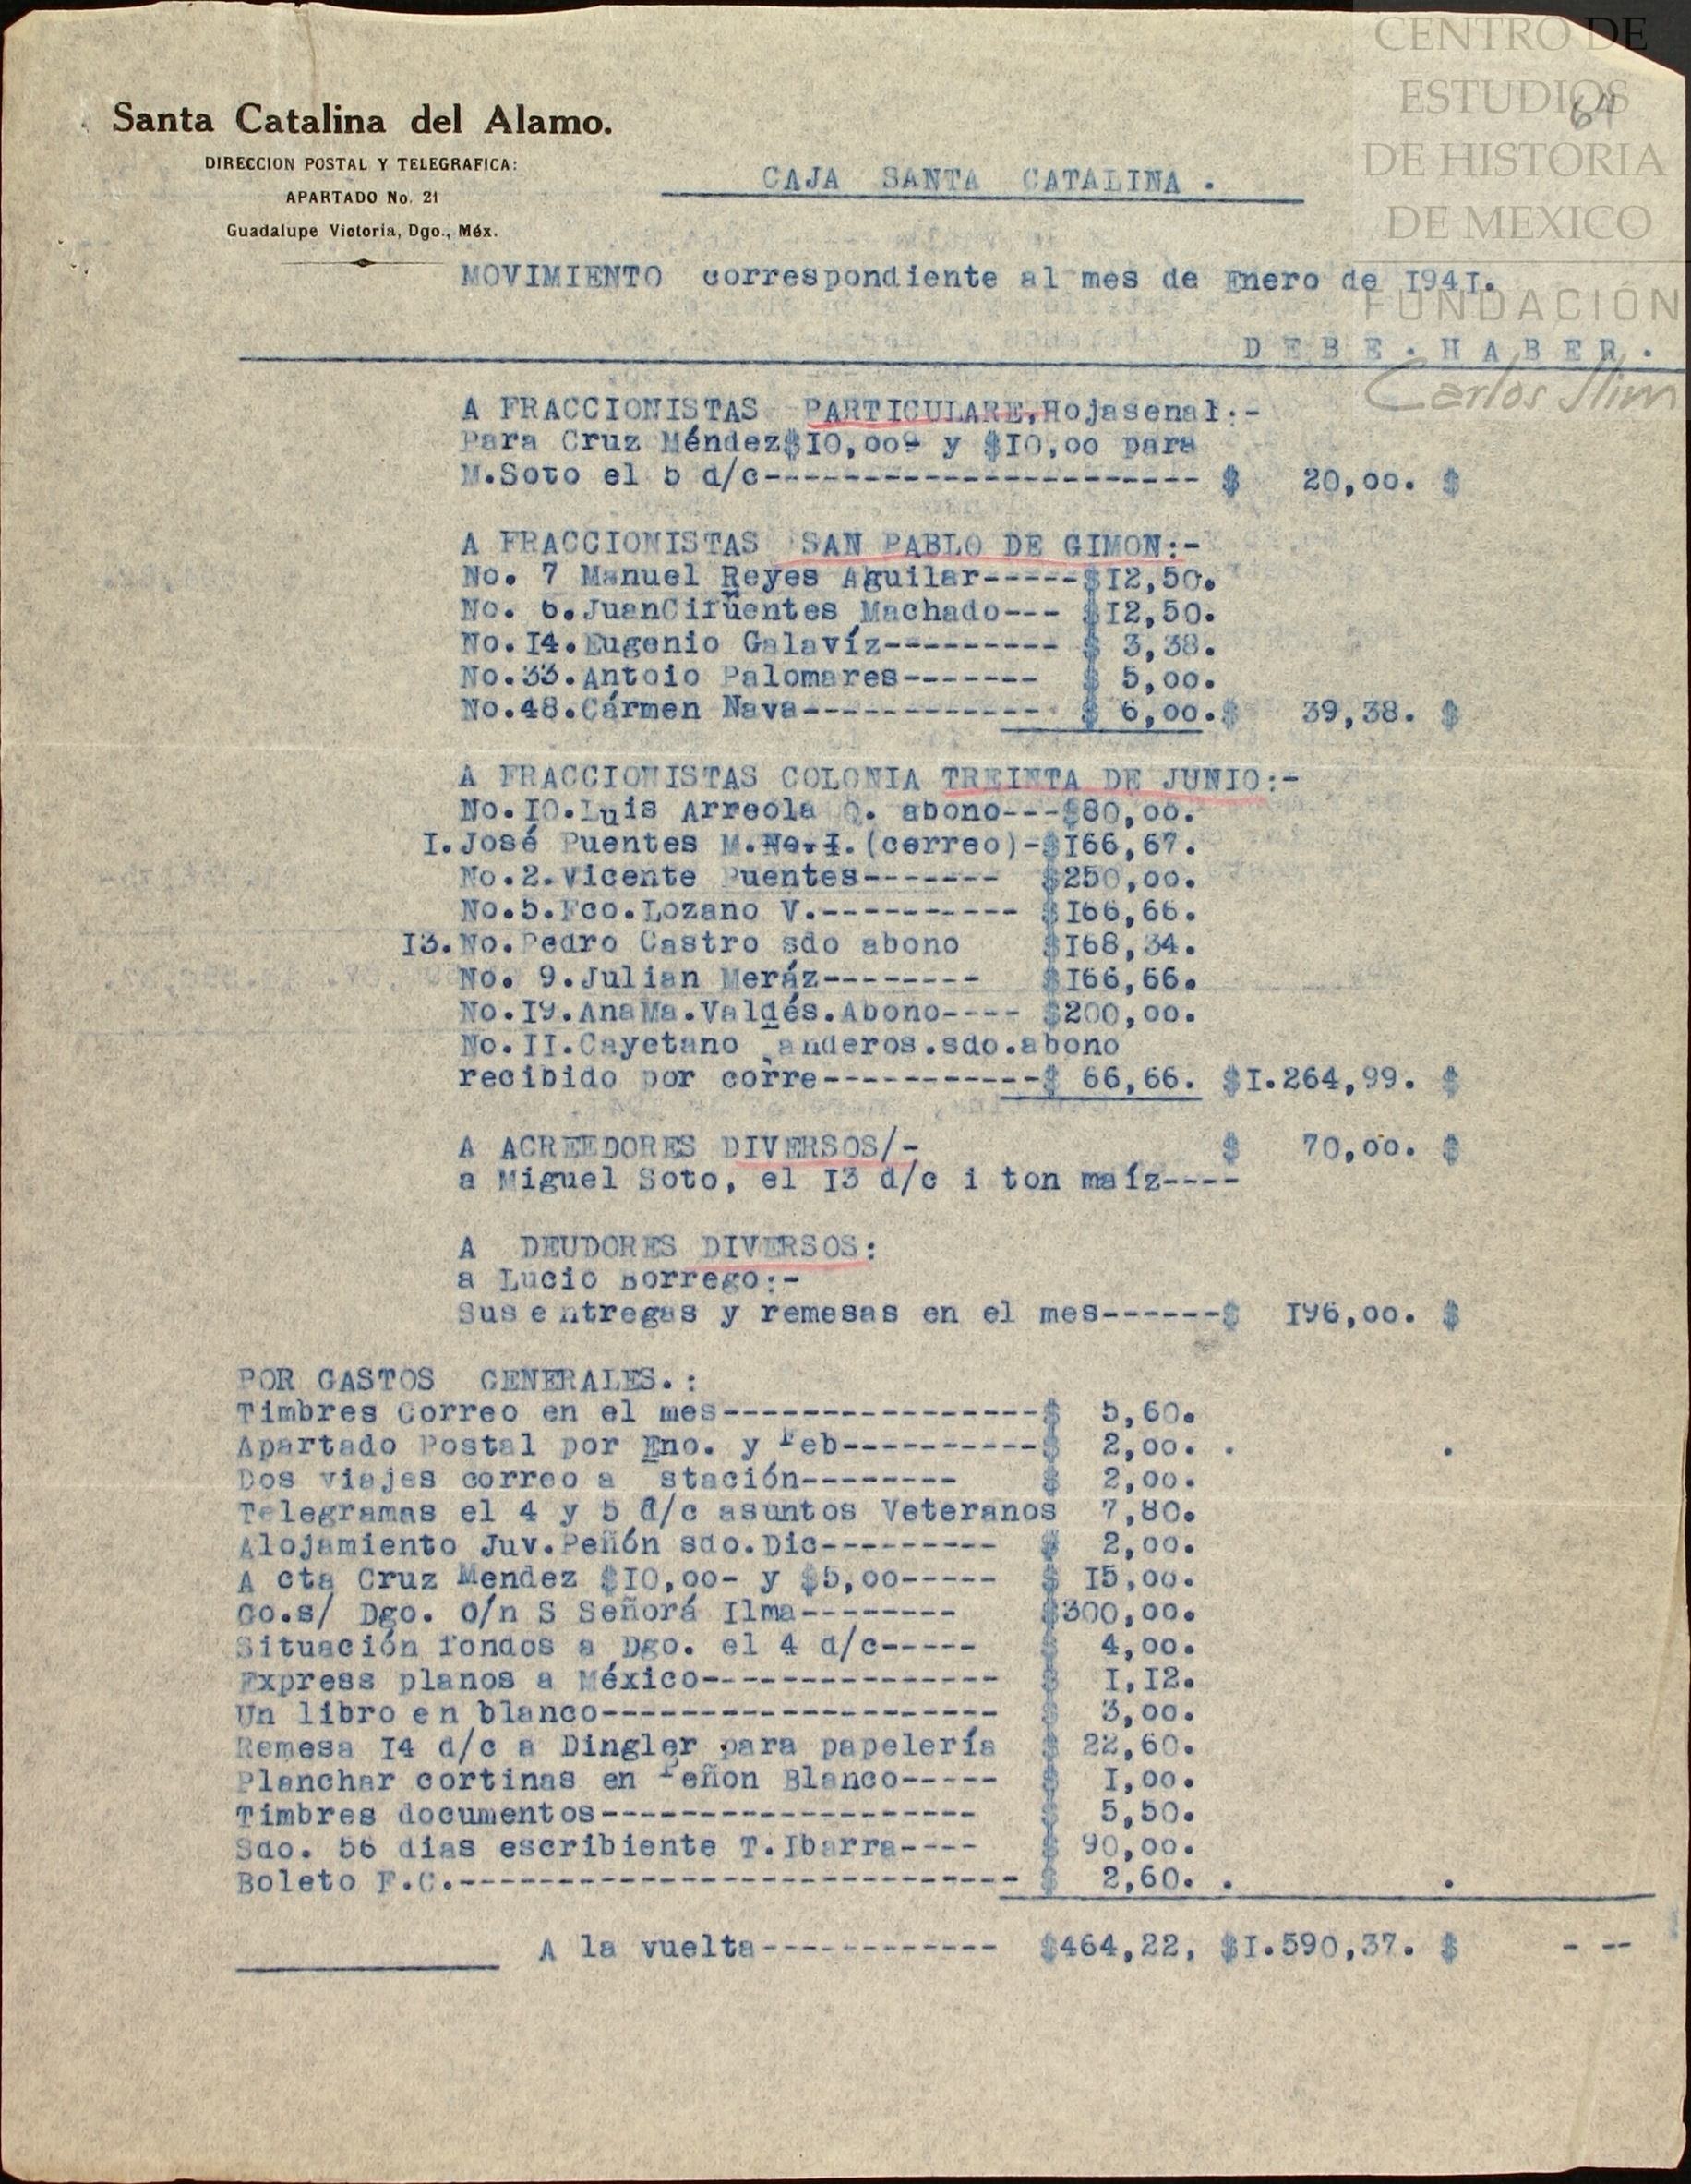 CENTRO DE
ESTUDIOS
DE HISTORIA
DE MEXICO
FUNDACIÓN
Carlos Slim
64
Santa Catalina del Alamo.
DIRECCION POSTAL Y TELEGRAFICA:
APARTADO No. 21
Guadalupe Victoria, Dgo., Méx.
CAJA SANTA CATALINA .
MOVIMIENTO correspondiente al mes de Enero de I94I.
D E B E . H A B E R .
A FRACCIONISTAS PARTICULARE,Hojasenal:-
Para Cruz Méndez$I0,00- y $I0,00 para
M.Soto el 5 d/c---------------------- $ 20,00. $
A FRACCIONISTAS SAN PABLO DE GIMON:-
No. 7 Manuel Reyes Aguilar-----$I2,50.
No. 6.JuanCifuentes Machado--- $I2,50.
No.I4.Eugenio Galavíz--------- $ 3,38.
No.33.Antoio Palomares------- $ 5,00.
No.48.Cármen Nava------------ $ 6,00.$ 39,38. $
A FRACCIONISTAS COLONIA TREINTA DE JUNIO:-
No.I0.Luis Arreola Q. abono---$80,00.
I.José Puentes M.No.I.(cerreo)-$I66,67.
No.2.Vicente Puentes------- $250,00.
No.5.Fco.Lozano V.---------- $I66,66.
I3.No.Pedro Castro sdo abono $I68,34.
No. 9.Julian Meráz-------- $I66,66.
No.I9.AnaMa.Valdés.Abono---- $200,00.
No.II.Cayetano anderos.sdo.abono
recibido por corre-----------$ 66,66. $I.264,99. $
A ACREEDORES DIVERSOS/- $ 70,00. $
a Miguel Soto, el I3 d/c i ton maíz----
A DEUDORES DIVERSOS:
a Lucio Borrego:-
Sus entregas y remesas en el mes------$ I96,00. $
POR GASTOS GENERALES.:
Timbres Correo en el mes----------------$ 5,60.
Apartado Postal por Eno. y Feb----------$ 2,00. . .
Dos viajes correo a stación-------- $ 2,00.
Telegramas el 4 y 5 d/c asuntos Veteranos 7,80.
Alojamiento Juv.Peñón sdo.Dic--------- $ 2,00.
A cta Cruz Mendez $I0,00- y $5,00----- $ I5,00.
Go.s/ Dgo. O/n S Señorá Ilma-------- $300,00.
Situación fondos a Dgo. el 4 d/c----- $ 4,00.
Express planos a México--------------- $ I,I2.
Un libro en blanco-------------------- $ 3,00.
Remesa I4 d/c a Dingler para papelería $ 22,60.
Planchar cortinas en Peñon Blanco----- $ I,00.
Timbres documentos------------------- $ 5,50.
Sdo. 56 dias escribiente T.Ibarra---- $ 90,00.
Boleto F.C.---------------------------- $ 2,60. . .
A la vuelta------------ $464,22, $I.590,37. $ - --